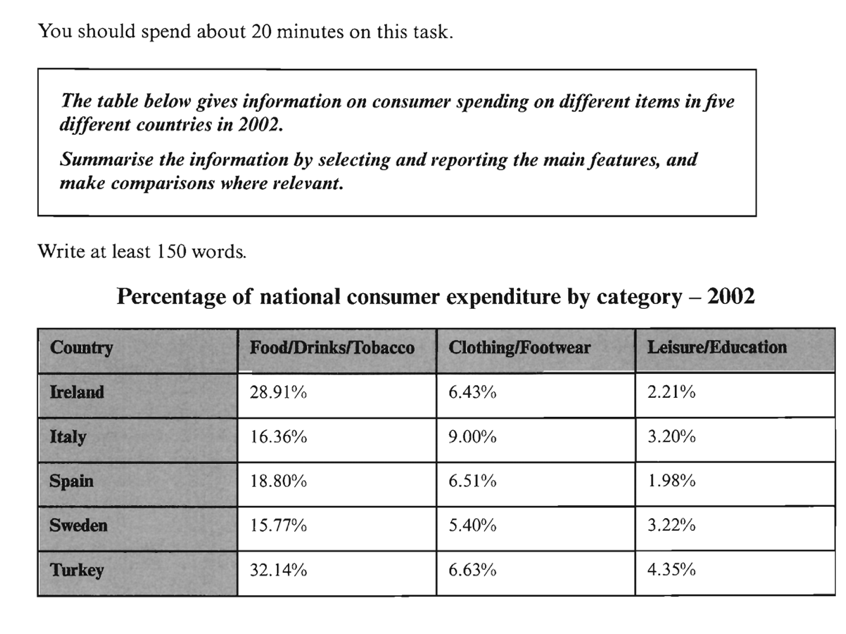 You should spend about 20 minutes on this task.
The table below gives information on consumer spending on different items in five
different countries in 2002.
Summarise the information by selecting and reporting the main features, and
make comparisons where relevant.
Write at least 150 words.
Percentage of national consumer expenditure by category – 2002
Country Food/Drinks/Tobacco Clothing/Footwear Leisure/Education
Ireland 28.91% 6.43% 2.21%
Italy 16.36% 9.00% 3.20%
Spain 18.80% 6.51% 1.98%
Sweden 15.77% 5.40% 3.22%
Turkey 32.14% 6.63% 4.35%